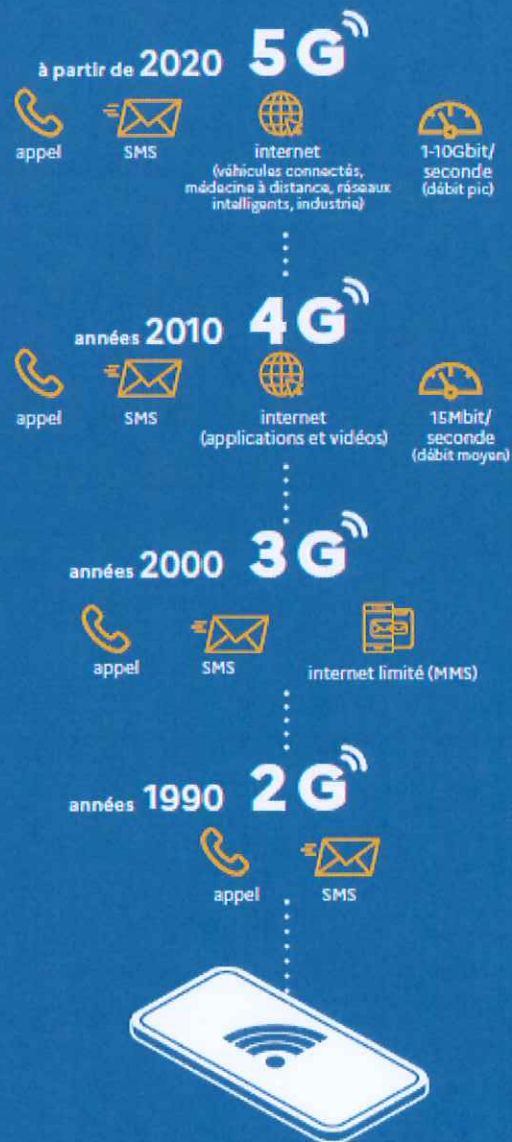 à partir de 2020 5G
appel
SMS
internet
(véhicules connectés,
médecine à distance, réseaux
intelligents, industrie)
1-10Gbit/
seconde
(débit pic)
années 2010 4G
appel
SMS
internet
(applications et vidéos)
15Mbit/
seconde
(débit moyen)
années 2000 3G
appel
SMS
internet limité (MMS)
années 1990 2G
appel
SMS